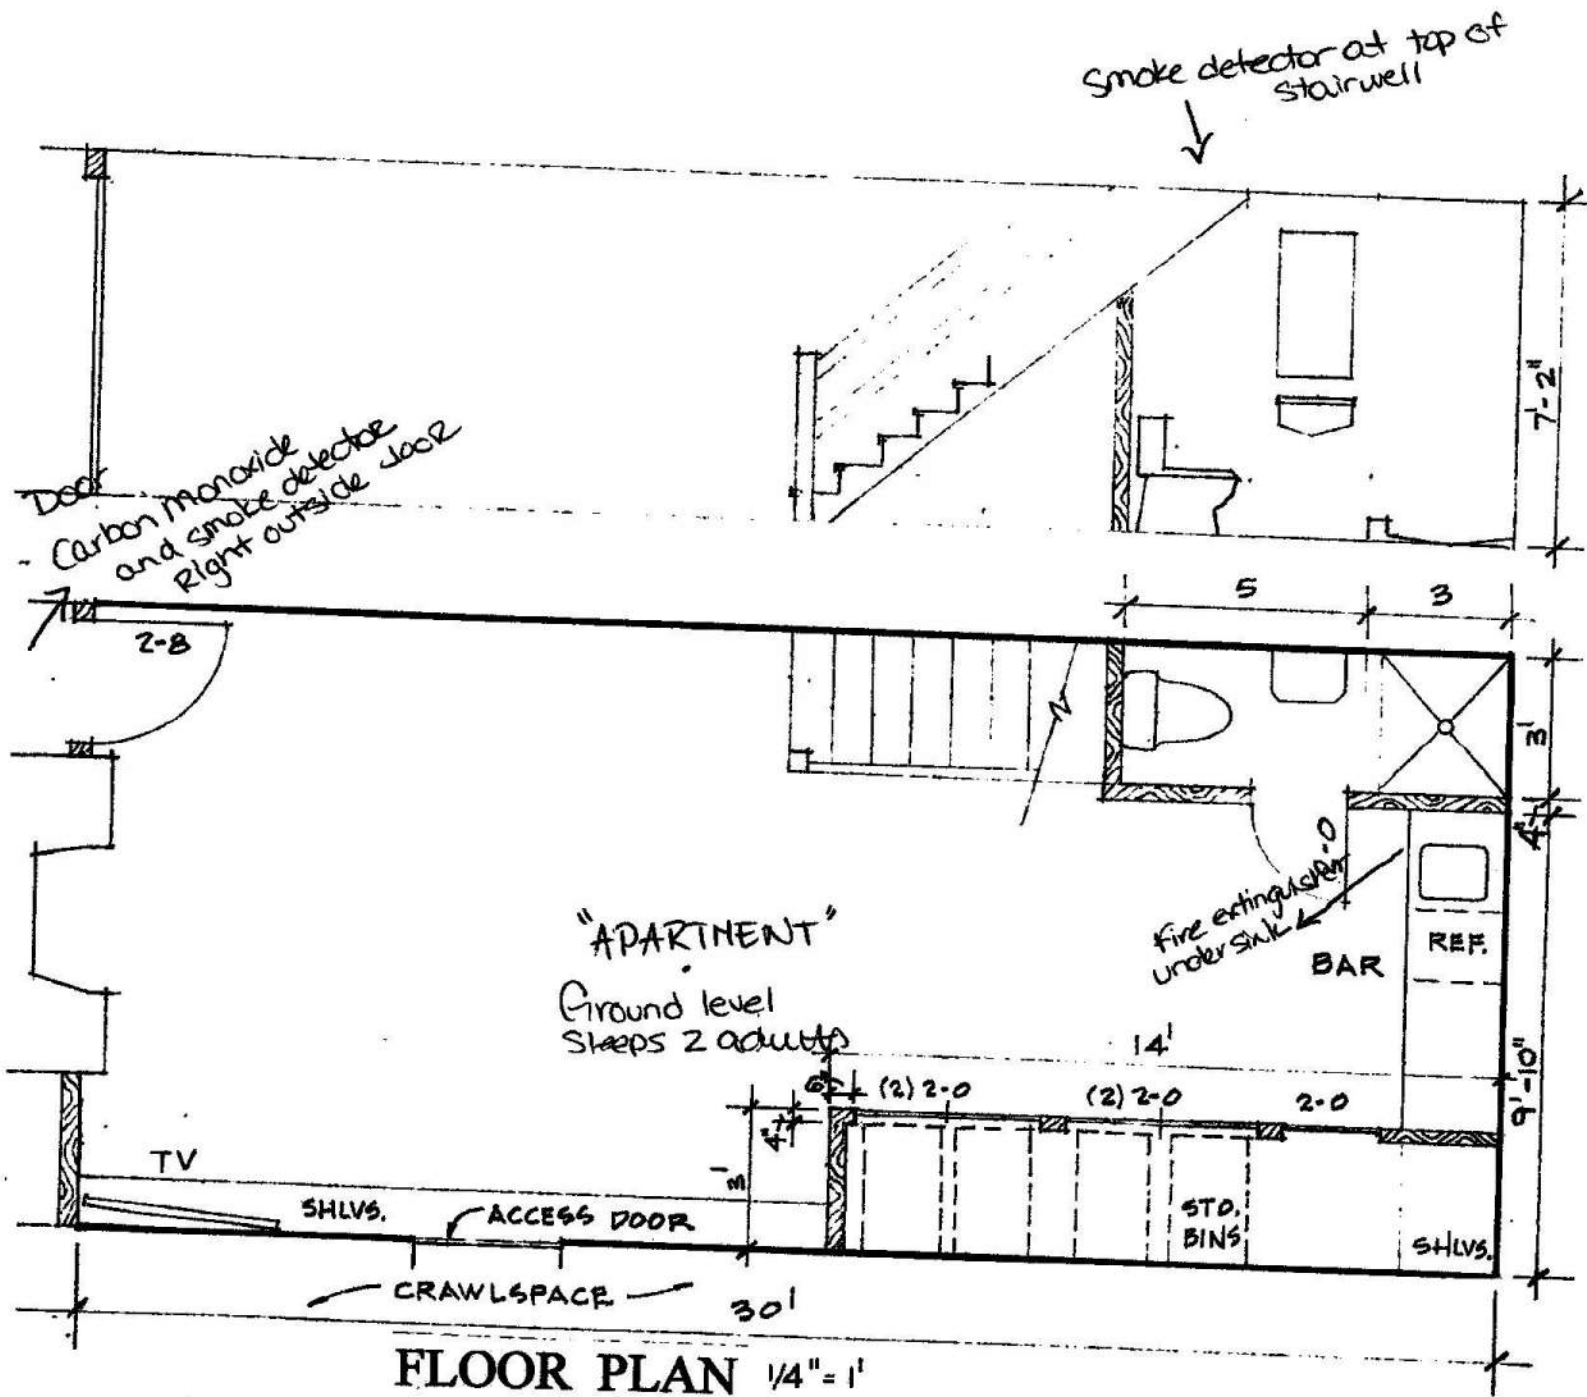 Smoke detector at top of
stairwell
7'-2"
Door
Carbon monoxide
and smoke detector
Right outside door
5
3
2-8
3'
4"
2-0
Fire extinguisher
under sink
REF.
BAR
"APARTMENT"
Ground level
Sleeps 2 adults
14'
9'-10"
6"
(2) 2-0
(2) 2-0
2-0
4"
3'
TV
SHLVS.
ACCESS DOOR
STO.
BINS
SHLVS.
CRAWLSPACE
30'
FLOOR PLAN 1/4"=1'